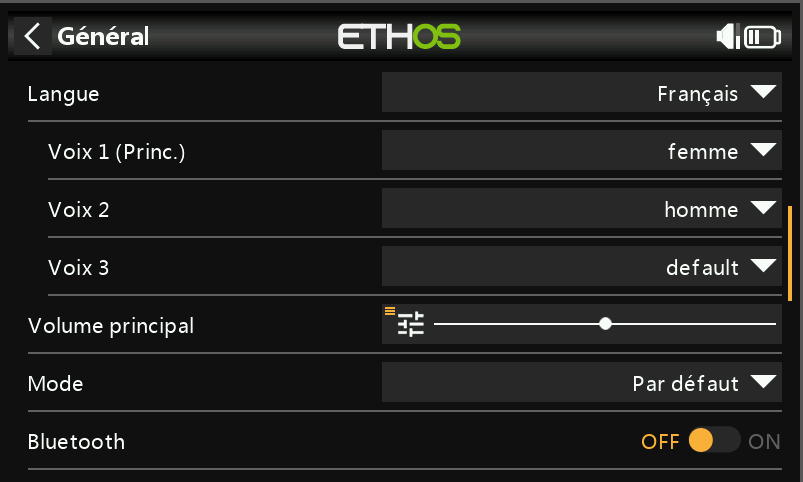 Général
ETHOS
Langue Français
Voix 1 (Princ.) femme
Voix 2 homme
Voix 3 default
Volume principal
Mode Par défaut
Bluetooth OFF ON